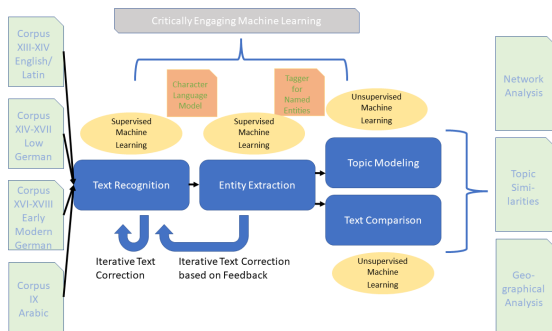 Critically Engaging Machine Learning
Corpus
XIII-XIV
English/
Latin
Corpus
XIV-XVII
Low
German
Corpus
XVI-XVIII
Early
Modern
German
Corpus
IX
Arabic
Character
Language
Model
Tagger
for
Named
Entities
Supervised
Machine
Learning
Supervised
Machine
Learning
Unsupervised
Machine
Learning
Text Recognition
Entity Extraction
Topic Modeling
Text Comparison
Unsupervised
Machine
Learning
Iterative Text
Correction
Iterative Text Correction
based on Feedback
Network
Analysis
Topic
Simi-
larities
Geo-
graphical
Analysis